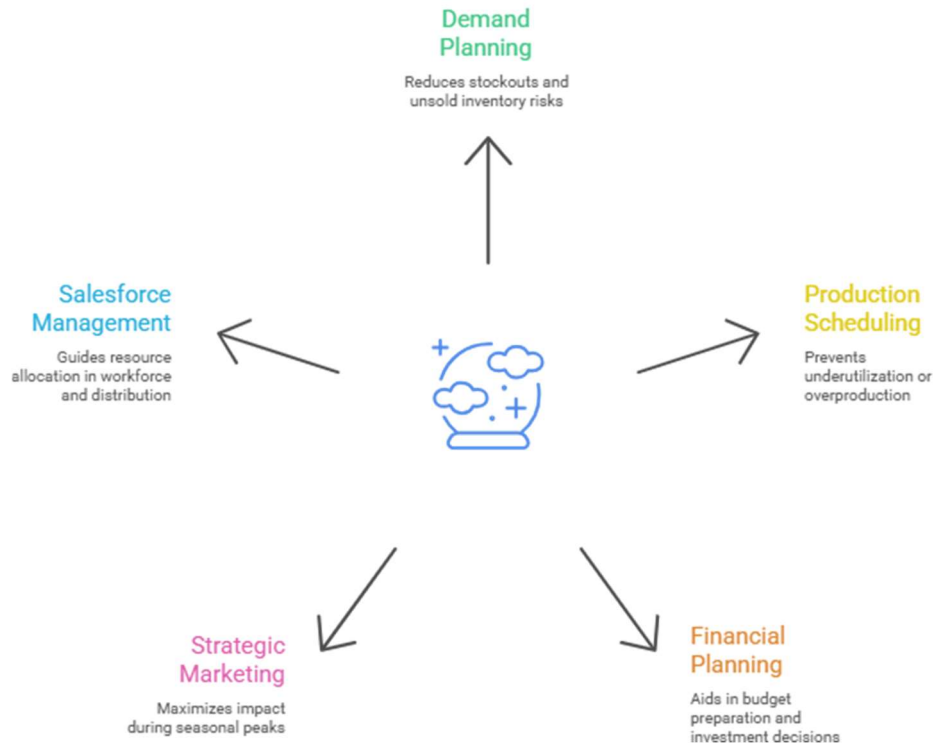 Demand
Planning
Reduces stockouts and
unsold inventory risks
Salesforce
Management
Guides resource
allocation in workforce
and distribution
Production
Scheduling
Prevents
underutilization or
overproduction
Strategic
Marketing
Maximizes impact
during seasonal peaks
Financial
Planning
Aids in budget
preparation and
investment decisions